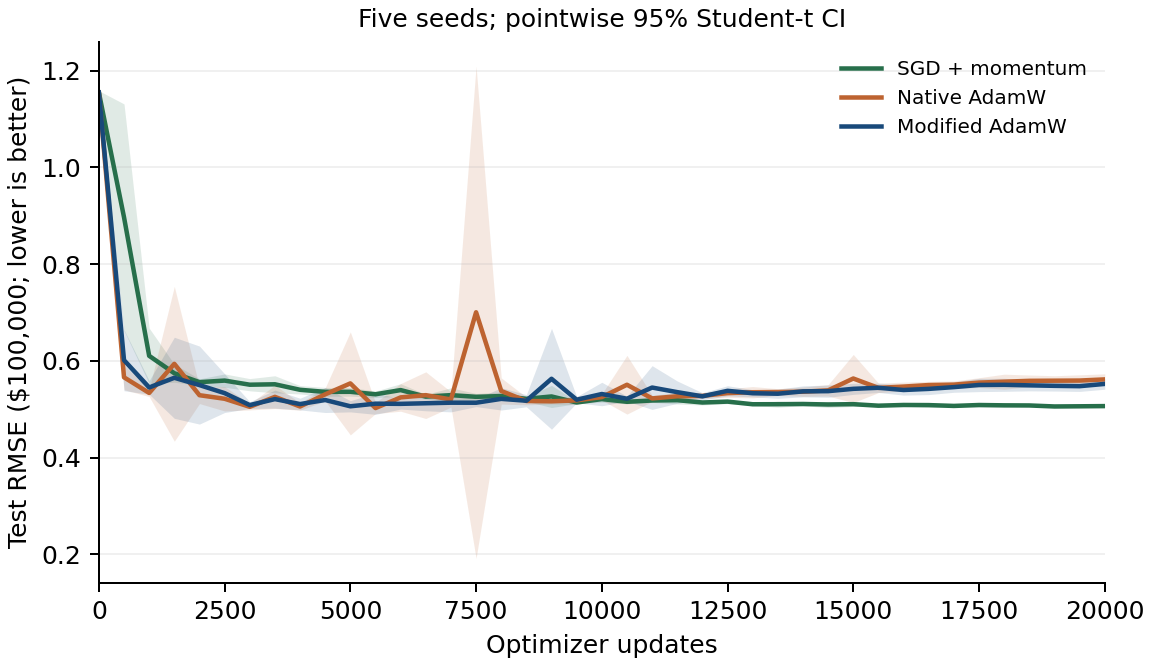 Five seeds; pointwise 95% Student-t CI
SGD + momentum
Native AdamW
Modified AdamW
Test RMSE ($100,000; lower is better)
1.2
1.0
0.8
0.6
0.4
0.2
0 2500 5000 7500 10000 12500 15000 17500 20000
Optimizer updates